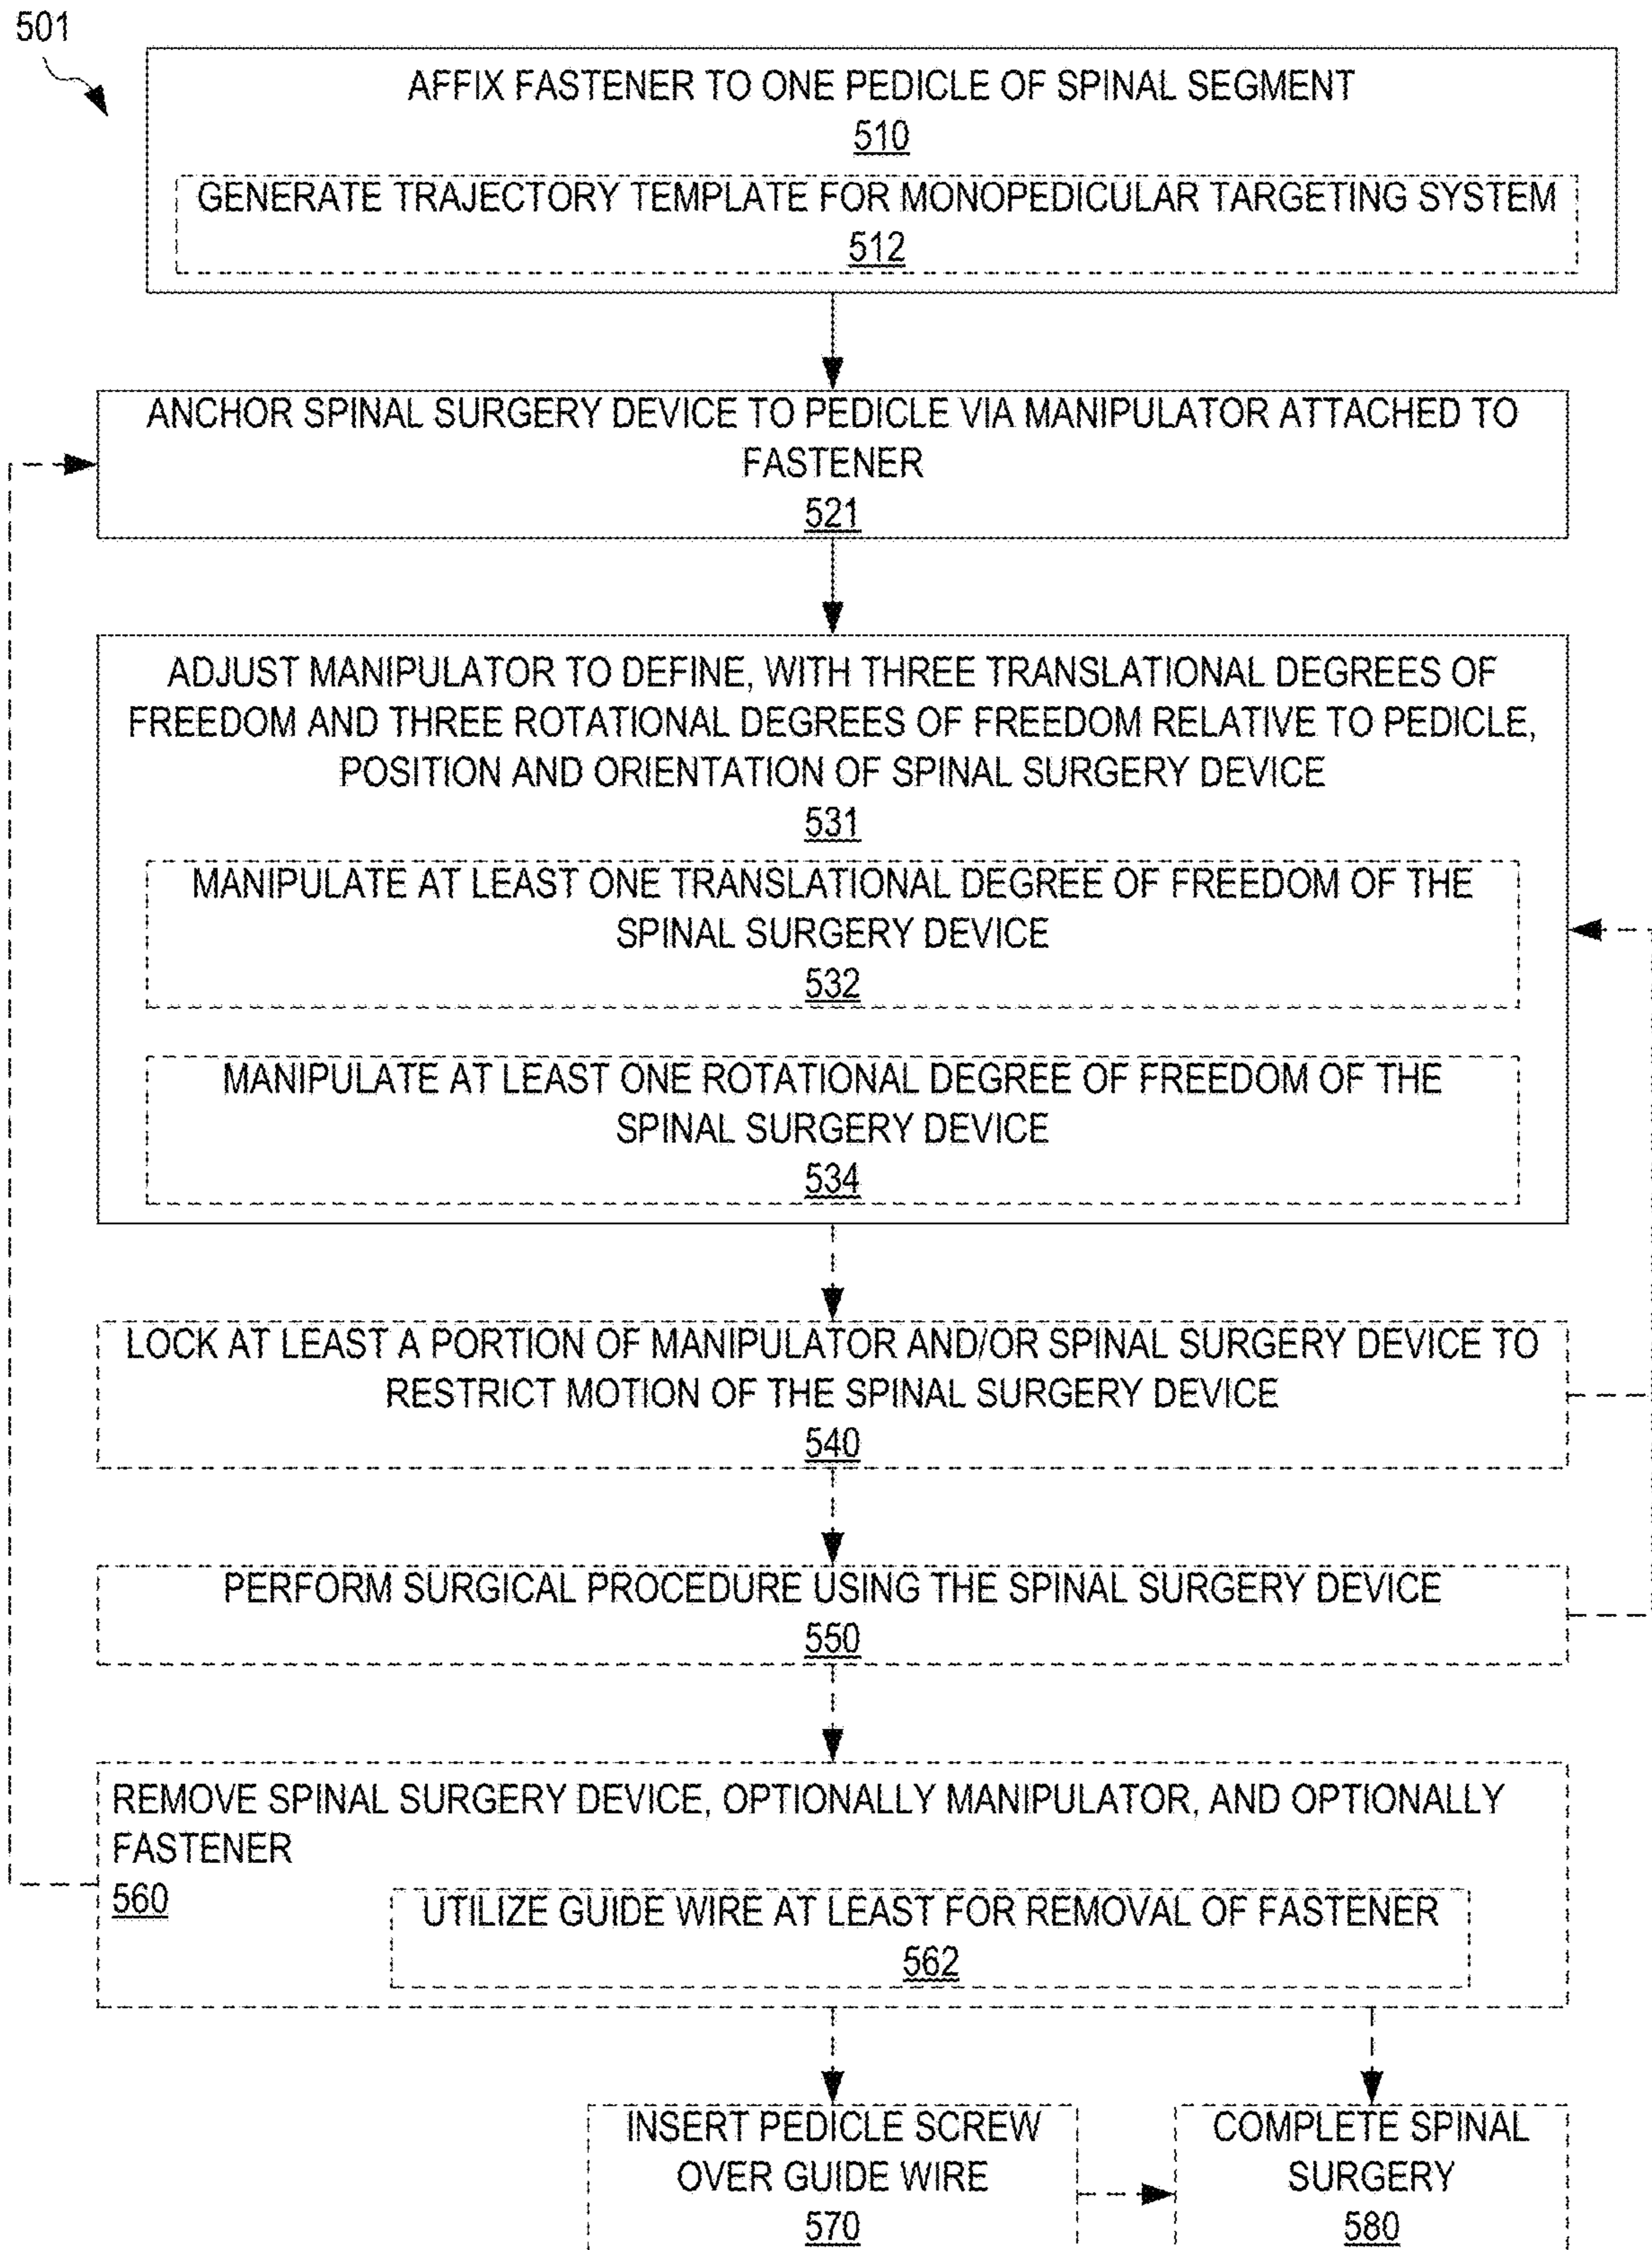 501
AFFIX FASTENER TO ONE PEDICLE OF SPINAL SEGMENT
510
GENERATE TRAJECTORY TEMPLATE FOR MONOPEDICULAR TARGETING SYSTEM
512
ANCHOR SPINAL SURGERY DEVICE TO PEDICLE VIA MANIPULATOR ATTACHED TO
FASTENER
521
ADJUST MANIPULATOR TO DEFINE, WITH THREE TRANSLATIONAL DEGREES OF
FREEDOM AND THREE ROTATIONAL DEGREES OF FREEDOM RELATIVE TO PEDICLE,
POSITION AND ORIENTATION OF SPINAL SURGERY DEVICE
531
MANIPULATE AT LEAST ONE TRANSLATIONAL DEGREE OF FREEDOM OF THE
SPINAL SURGERY DEVICE
532
MANIPULATE AT LEAST ONE ROTATIONAL DEGREE OF FREEDOM OF THE
SPINAL SURGERY DEVICE
534
LOCK AT LEAST A PORTION OF MANIPULATOR AND/OR SPINAL SURGERY DEVICE TO
RESTRICT MOTION OF THE SPINAL SURGERY DEVICE
540
PERFORM SURGICAL PROCEDURE USING THE SPINAL SURGERY DEVICE
550
REMOVE SPINAL SURGERY DEVICE, OPTIONALLY MANIPULATOR, AND OPTIONALLY
FASTENER
560
UTILIZE GUIDE WIRE AT LEAST FOR REMOVAL OF FASTENER
562
INSERT PEDICLE SCREW
OVER GUIDE WIRE
570
COMPLETE SPINAL
SURGERY
580